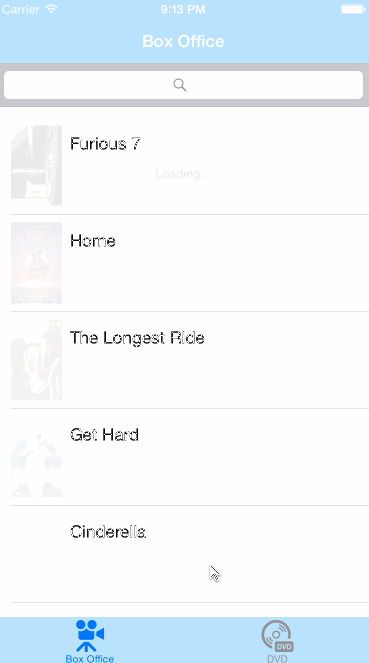 Carrier 9:13 PM
Box Office
Furious 7
Loading...
Home
The Longest Ride
Get Hard
Cinderella
DVD
Box Office DVD